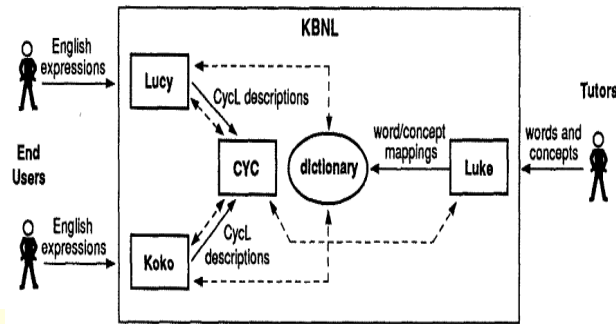 KBNL
English
expressions
Lucy
CycL descriptions
Tutors
End
Users
CYC
dictionary
word/concept
mappings
Luke
words and
concepts
English
expressions
Koko
CycL
descriptions